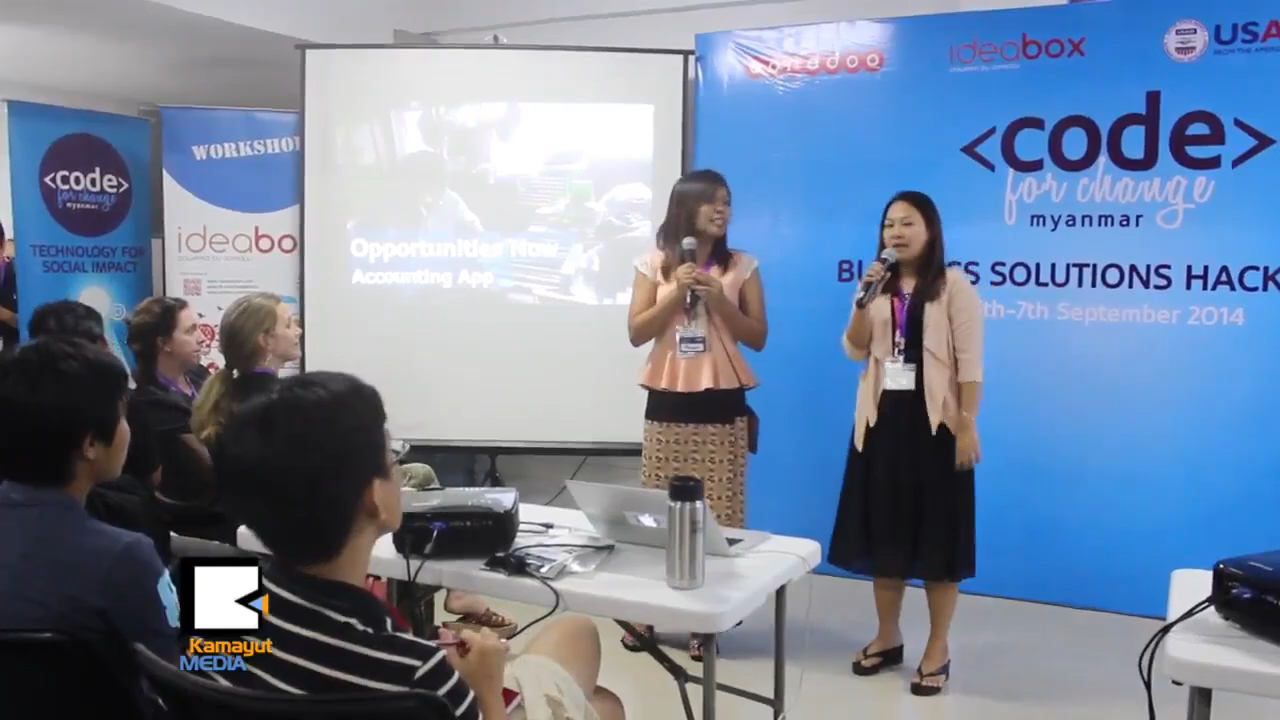 <code>
for change
myanmar
TECHNOLOGY FOR
SOCIAL IMPACT
WORKSHO
ideabo
Opportunities Now
Accounting App
ooredoo
ideabox
USA
<code>
for change
myanmar
SOLUTIONS HACK
th-7th September 2014
Kamayut
MEDIA